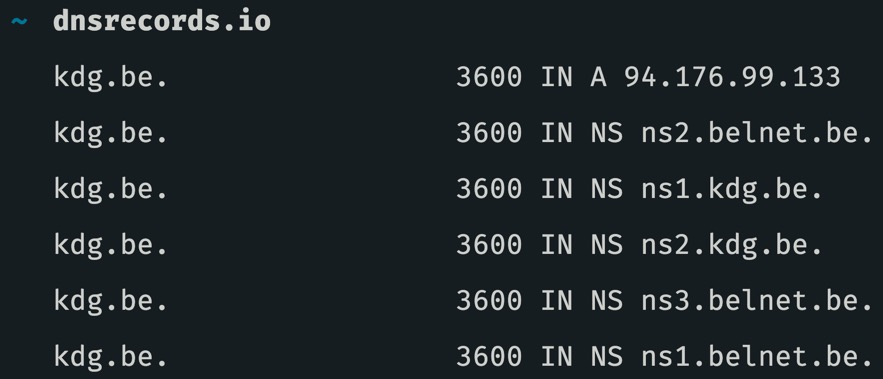 ~ dnsrecords.io
kdg.be. 3600 IN A 94.176.99.133
kdg.be. 3600 IN NS ns2.belnet.be.
kdg.be. 3600 IN NS ns1.kdg.be.
kdg.be. 3600 IN NS ns2.kdg.be.
kdg.be. 3600 IN NS ns3.belnet.be.
kdg.be. 3600 IN NS ns1.belnet.be.